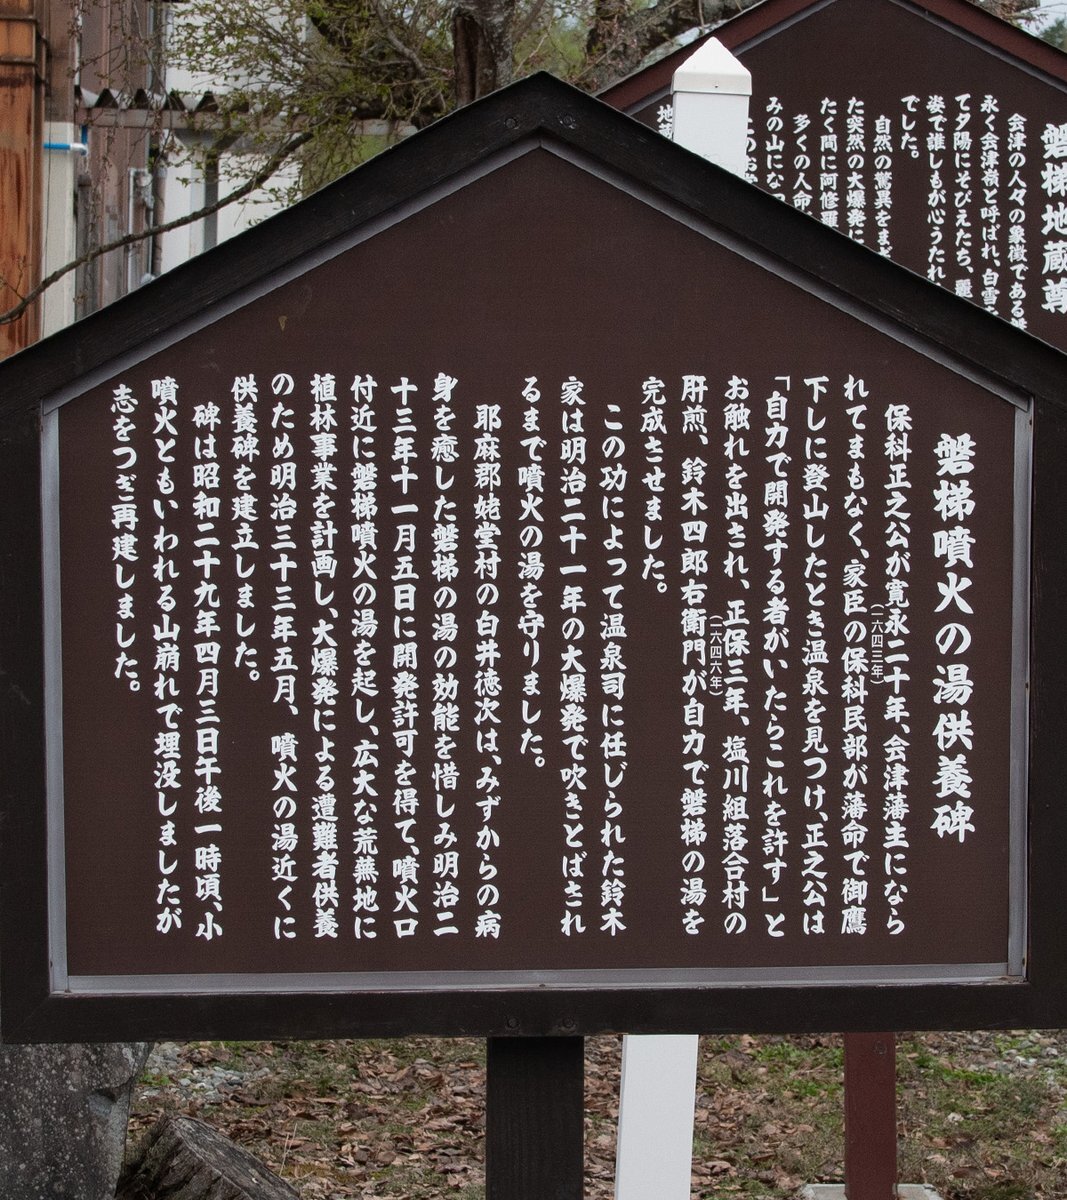 磐梯噴火の湯供養碑
保科正之公が寛永二十年、会津藩主になら
（一六四三年）
れてまもなく、家臣の保科民部が藩命で御鷹
下しに登山したとき温泉を見つけ、正之公は
「自力で開発する者がいたらこれを許す」と
お触れを出され、正保三年、塩川組落合村の
（一六四六年）
肝煎、鈴木四郎右衛門が自力で磐梯の湯を
完成させました。
この功によって温泉司に任じられた鈴木
家は明治二十一年の大爆発で吹きとばされ
るまで噴火の湯を守りました。
耶麻郡姥堂村の白井徳次は、みずからの病
身を癒した磐梯の湯の効能を惜しみ明治二
十三年十一月五日に開発許可を得て、噴火口
付近に磐梯噴火の湯を起し、広大な荒蕪地に
植林事業を計画し、大爆発による遭難者供養
のため明治三十三年五月、噴火の湯近くに
供養碑を建立しました。
碑は昭和二十九年四月三日午後一時頃、小
噴火ともいわれる山崩れで埋没しましたが
志をつぎ再建しました。
磐梯地蔵尊
会津の人々の象徴である磐
永く会津嶺と呼ばれ、白雪を
て夕陽にそびえたち、麗
姿で誰しもが心うたれ
でした。
自然の驚異をま
た突然の大爆発に
たく間に阿修羅
多くの人命
みの山にな
このお
地蔵